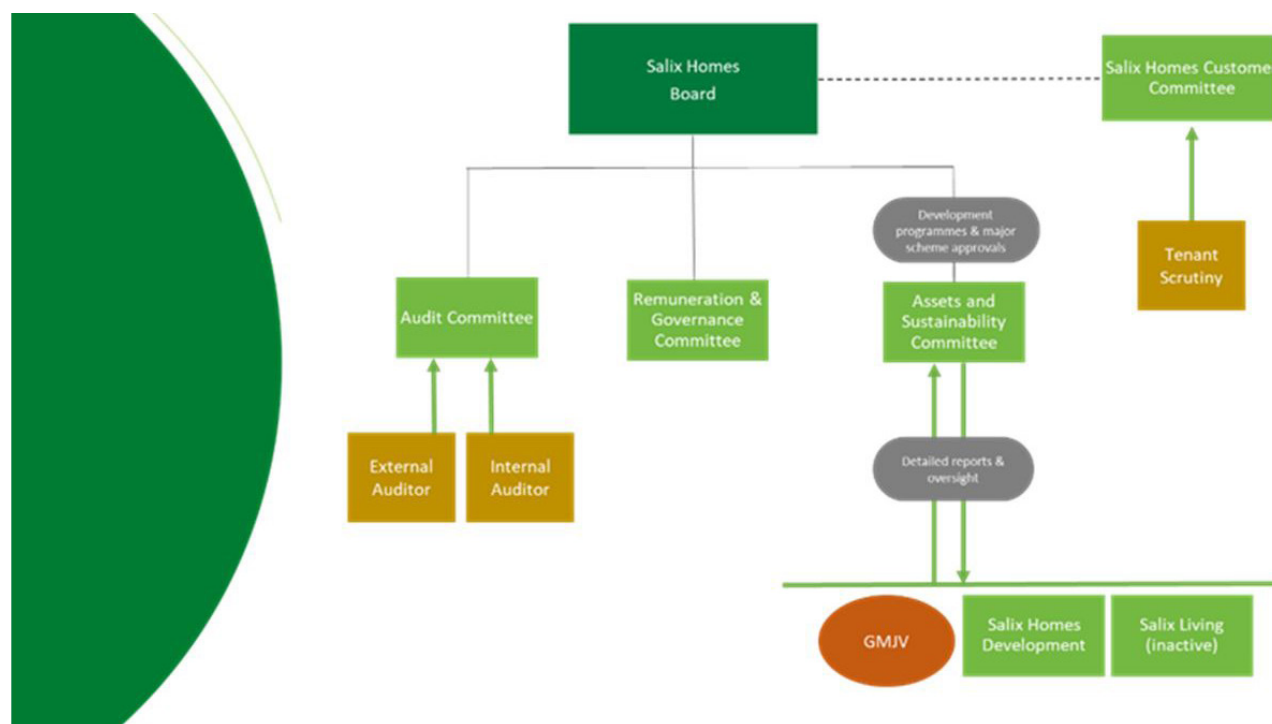 Salix Homes
Board
Salix Homes Custome
Committee
Development
programmes & major
scheme approvals
Tenant
Scrutiny
Audit Committee
Remuneration &
Governance
Committee
Assets and
Sustainability
Committee
External
Auditor
Internal
Auditor
Detailed reports &
oversight
GMJV
Salix Homes
Development
Salix Living
(inactive)